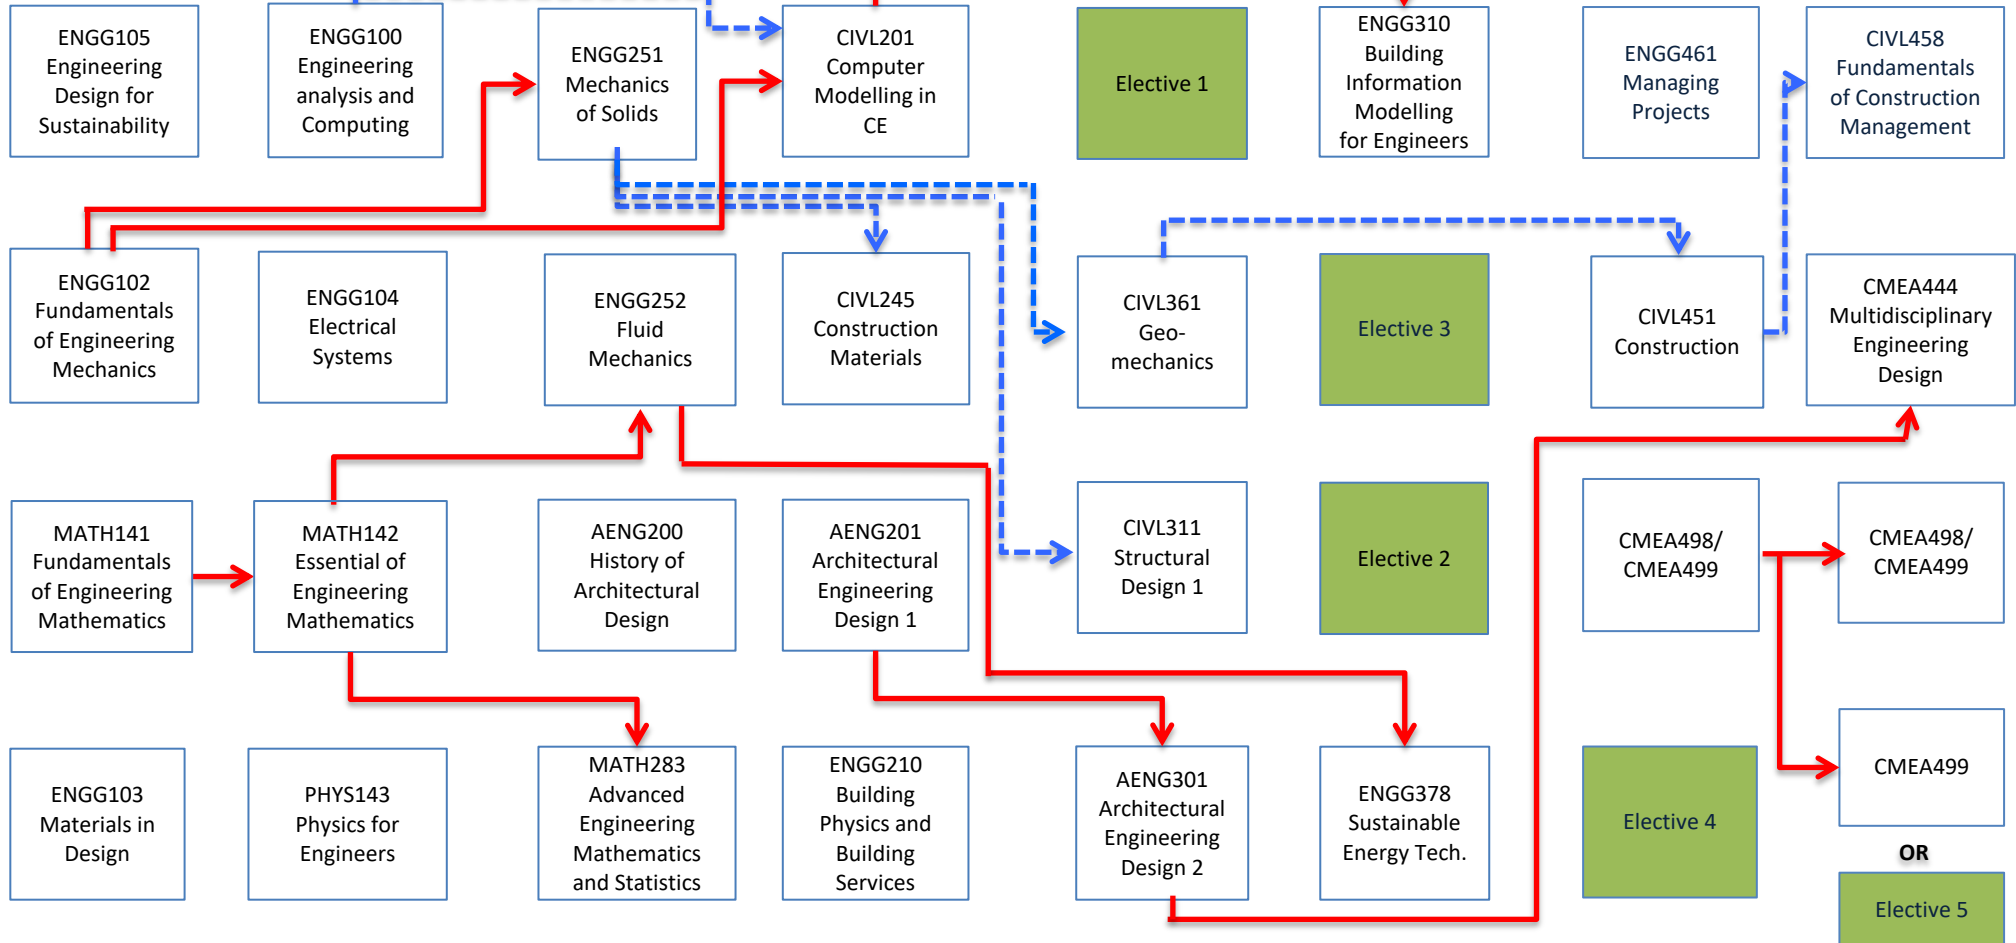 ENGG105
Engineering
Design for
Sustainability
ENGG100
Engineering
analysis and
Computing
ENGG251
Mechanics
of Solids
CIVL201
Computer
Modelling in
CE
Elective 1
ENGG310
Building
Information
Modelling
for Engineers
ENGG461
Managing
Projects
CIVL458
Fundamentals
of Construction
Management
ENGG102
Fundamentals
of Engineering
Mechanics
ENGG104
Electrical
Systems
ENGG252
Fluid
Mechanics
CIVL245
Construction
Materials
CIVL361
Geo-
mechanics
Elective 3
CIVL451
Construction
CMEA444
Multidisciplinary
Engineering
Design
MATH141
Fundamentals
of Engineering
Mathematics
MATH142
Essential of
Engineering
Mathematics
AENG200
History of
Architectural
Design
AENG201
Architectural
Engineering
Design 1
CIVL311
Structural
Design 1
Elective 2
CMEA498/
CMEA499
CMEA498/
CMEA499
ENGG103
Materials in
Design
PHYS143
Physics for
Engineers
MATH283
Advanced
Engineering
Mathematics
and Statistics
ENGG210
Building
Physics and
Building
Services
AENG301
Architectural
Engineering
Design 2
ENGG378
Sustainable
Energy Tech.
Elective 4
CMEA499
OR
Elective 5